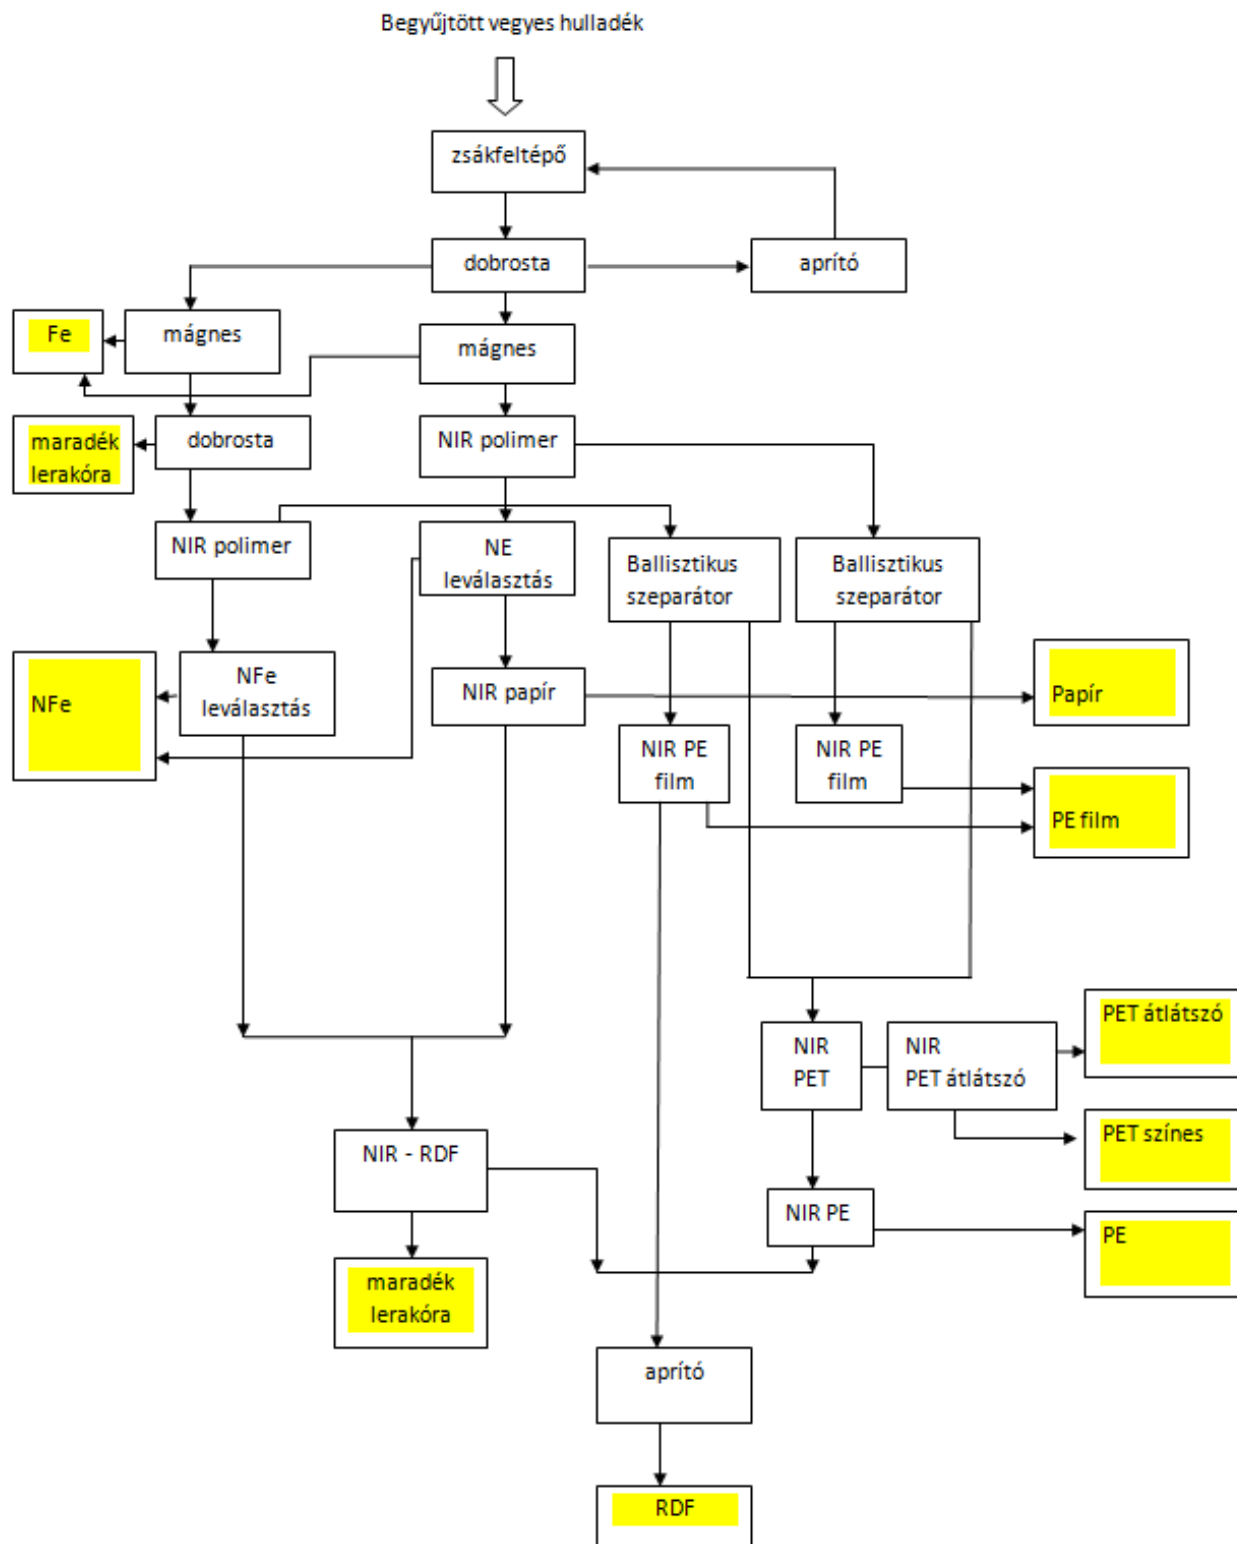 Begyűjtött vegyes hulladék
zsákfeltépő
dobrosta
aprító
Fe
mágnes
mágnes
maradék
lerakóra
dobrosta
NIR polimer
NIR polimer
NE
leválasztás
Ballisztikus
szeparátor
Ballisztikus
szeparátor
NFe
NFe
leválasztás
NIR papír
Papír
NIR PE
film
NIR PE
film
PE film
NIR
PET
NIR
PET átlátszó
PET átlátszó
PET színes
NIR - RDF
NIR PE
PE
maradék
lerakóra
aprító
RDF